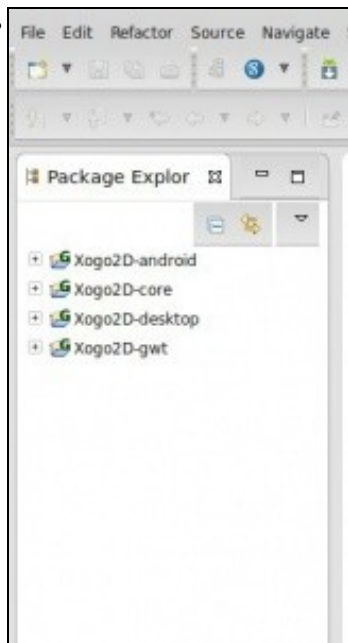 File Edit Refactor Source Navigate
Package Explor
Xogo2D-android
Xogo2D-core
Xogo2D-desktop
Xogo2D-gwt